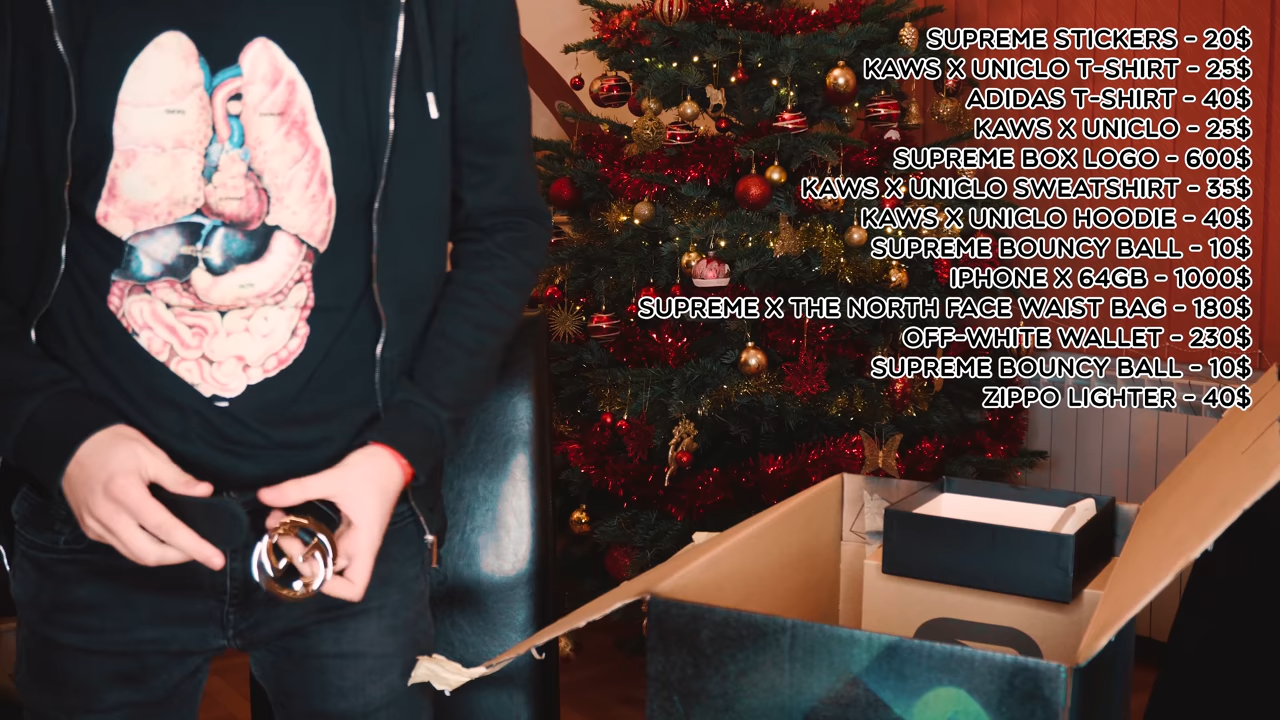 SUPREME STICKERS - 20$
KAWS X UNICLO T-SHIRT - 25$
ADIDAS T-SHIRT - 40$
KAWS X UNICLO - 25$
SUPREME BOX LOGO - 600$
KAWS X UNICLO SWEATSHIRT - 35$
KAWS X UNICLO HOODIE - 40$
SUPREME BOUNCY BALL - 10$
IPHONE X 64GB - 1000$
SUPREME X THE NORTH FACE WAIST BAG - 180$
OFF-WHITE WALLET - 230$
SUPREME BOUNCY BALL - 10$
ZIPPO LIGHTER - 40$